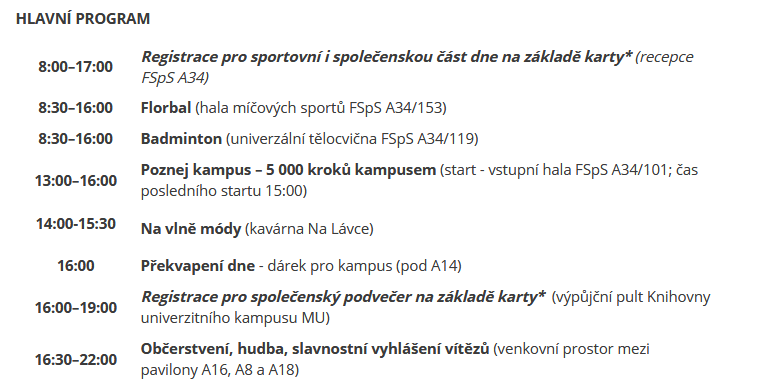 HLAVNÍ PROGRAM
8:00–17:00 Registrace pro sportovní i společenskou část dne na základě karty* (recepce
FSpS A34)
8:30–16:00 Florbal (hala míčových sportů FSpS A34/153)
8:30–16:00 Badminton (univerzální tělocvična FSpS A34/119)
13:00–16:00 Poznej kampus – 5 000 kroků kampusem (start - vstupní hala FSpS A34/101; čas
posledního startu 15:00)
14:00-15:30 Na vlně módy (kavárna Na Lávce)
16:00 Překvapení dne - dárek pro kampus (pod A14)
16:00–19:00 Registrace pro společenský podvečer na základě karty* (výpůjční pult Knihovny
univerzitního kampusu MU)
16:30–22:00 Občerstvení, hudba, slavnostní vyhlášení vítězů (venkovní prostor mezi
pavilony A16, A8 a A18)